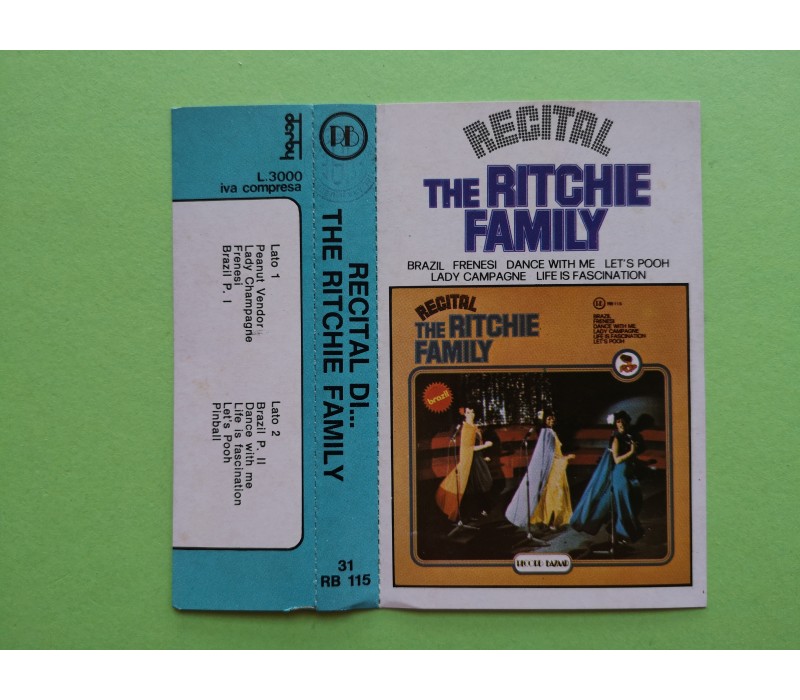 derby
L.3000
iva compresa
Lato 1
Peanut Vendor
Lady Champagne
Frenesi
Brazil P. I
Lato 2
Brazil P. II
Dance with me
Life is fascination
Let's Pooh
Pinball
RB
RECITAL DI...
THE RITCHIE FAMILY
31
RB 115
RECITAL
THE RITCHIE
FAMILY
BRAZIL FRENESI DANCE WITH ME LET'S POOH
LADY CAMPAGNE LIFE IS FASCINATION
RECITAL
THE RITCHIE
FAMILY
BRAZIL
FRENESI
DANCE WITH ME
LADY CAMPAGNE
LIFE IS FASCINATION
LET'S POOH
brazil
RECORD BAZAAR